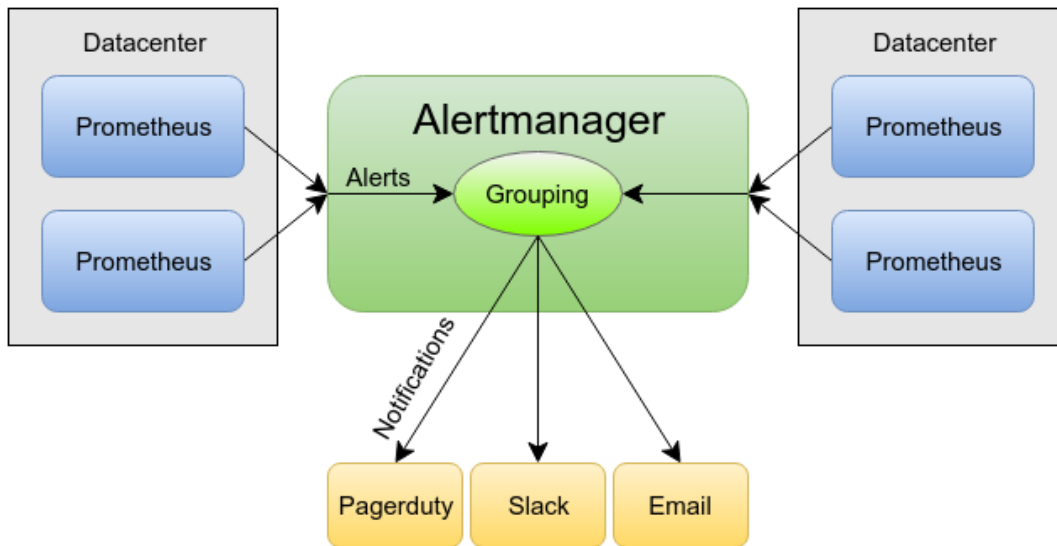 Datacenter
Prometheus
Prometheus
Alertmanager
Alerts
Grouping
Datacenter
Prometheus
Prometheus
Notifications
Pagerduty
Slack
Email